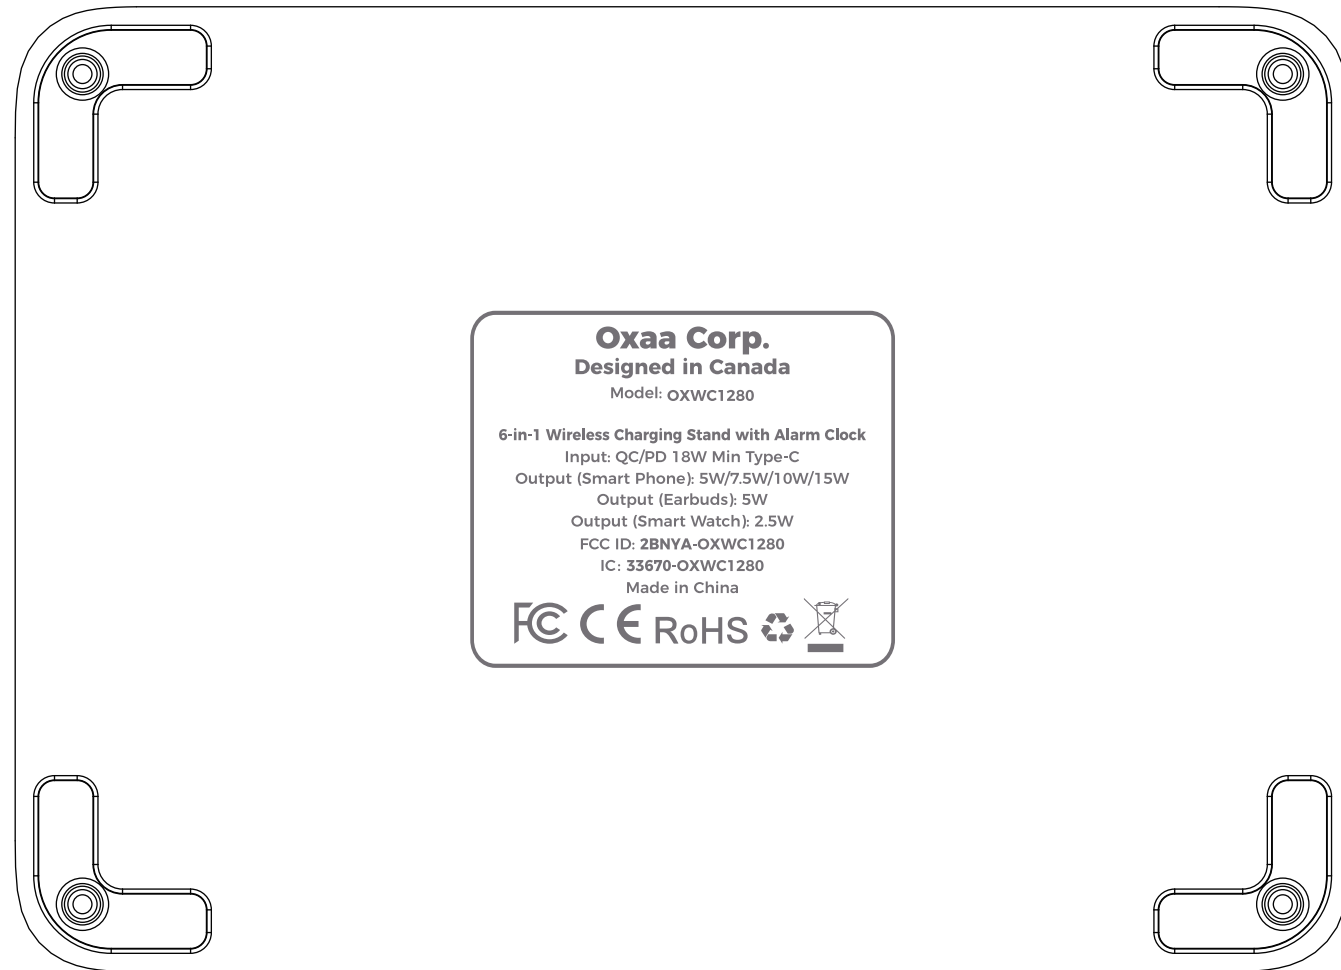 Oxaa Corp.
Designed in Canada
Model: OXWC1280
6-in-1 Wireless Charging Stand with Alarm Clock
Input: QC/PD 18W Min Type-C
Output (Smart Phone): 5W/7.5W/10W/15W
Output (Earbuds): 5W
Output (Smart Watch): 2.5W
FCC ID: 2BNYA-OXWC1280
IC: 33670-OXWC1280
Made in China
FC CE RoHS